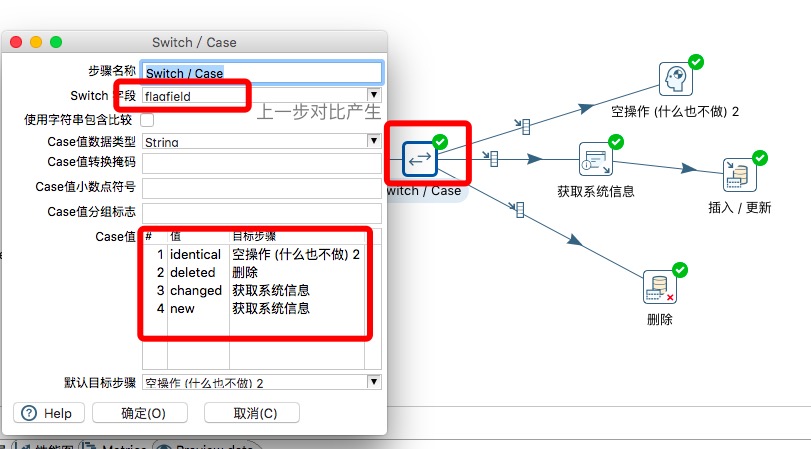 Switch / Case
步骤名称
Switch / Case
Switch 字段
flagfield
上一步对比产生
使用字符串包含比较
Case值数据类型
String
Case值转换掩码
Case值小数点符号
Case值分组标志
Case值
# 值 目标步骤
1 identical 空操作 (什么也不做) 2
2 deleted 删除
3 changed 获取系统信息
4 new 获取系统信息
默认目标步骤
空操作 (什么也不做) 2
Help
确定(O)
取消(C)
空操作 (什么也不做) 2
witch / Case
获取系统信息
插入 / 更新
删除
性能图
Metrics
Preview data